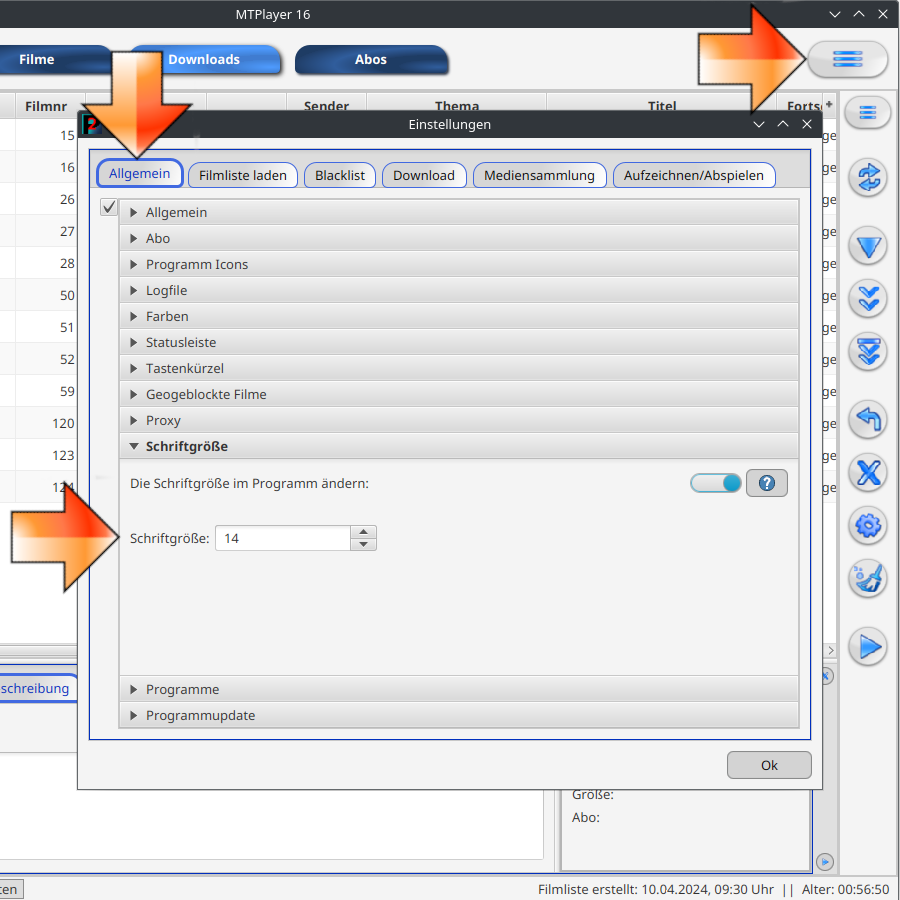 MTPlayer 16
Filme
Downloads
Abos
Filmnr
Sender
Thema
Titel
Einstellungen
Allgemein
Filmliste laden
Blacklist
Download
Mediensammlung
Aufzeichnen/Abspielen
15
16
26
27
28
50
51
52
59
120
123
Allgemein
Abo
Programm Icons
Logfile
Farben
Statusleiste
Tastenkürzel
Geogeblockte Filme
Proxy
Schriftgröße
Die Schriftgröße im Programm ändern:
?
Schriftgröße: 14
Programme
Programmupdate
schreibung
Ok
Größe:
Abo:
Filmliste erstellt: 10.04.2024, 09:30 Uhr || Alter: 00:56:50